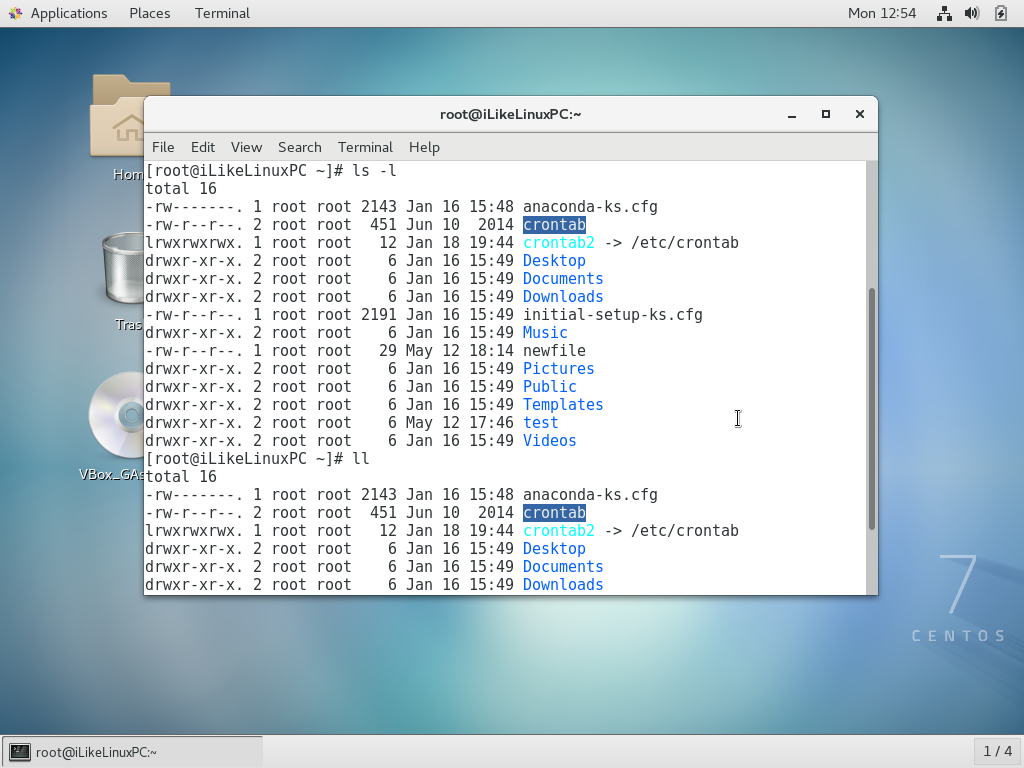 Applications Places Terminal Mon 12:54
Hom
root@iLikeLinuxPC:~
File Edit View Search Terminal Help
[root@iLikeLinuxPC ~]# ls -l
total 16
-rw-------. 1 root root 2143 Jan 16 15:48 anaconda-ks.cfg
-rw-r--r--. 2 root root  451 Jun 10  2014 crontab
lrwxrwxrwx. 1 root root   12 Jan 18 19:44 crontab2 -> /etc/crontab
drwxr-xr-x. 2 root root    6 Jan 16 15:49 Desktop
drwxr-xr-x. 2 root root    6 Jan 16 15:49 Documents
drwxr-xr-x. 2 root root    6 Jan 16 15:49 Downloads
-rw-r--r--. 1 root root 2191 Jan 16 15:49 initial-setup-ks.cfg
drwxr-xr-x. 2 root root    6 Jan 16 15:49 Music
-rw-r--r--. 1 root root   29 May 12 18:14 newfile
drwxr-xr-x. 2 root root    6 Jan 16 15:49 Pictures
drwxr-xr-x. 2 root root    6 Jan 16 15:49 Public
drwxr-xr-x. 2 root root    6 Jan 16 15:49 Templates
drwxr-xr-x. 2 root root    6 May 12 17:46 test
drwxr-xr-x. 2 root root    6 Jan 16 15:49 Videos
[root@iLikeLinuxPC ~]# ll
total 16
-rw-------. 1 root root 2143 Jan 16 15:48 anaconda-ks.cfg
-rw-r--r--. 2 root root  451 Jun 10  2014 crontab
lrwxrwxrwx. 1 root root   12 Jan 18 19:44 crontab2 -> /etc/crontab
drwxr-xr-x. 2 root root    6 Jan 16 15:49 Desktop
drwxr-xr-x. 2 root root    6 Jan 16 15:49 Documents
drwxr-xr-x. 2 root root    6 Jan 16 15:49 Downloads
Tras
VBox_GAs
7
CENTOS
root@iLikeLinuxPC:~
1 / 4